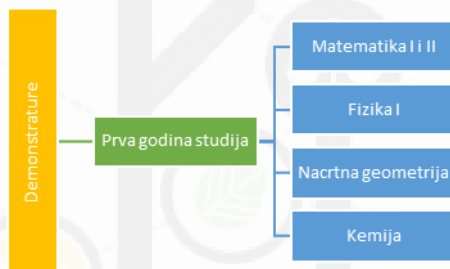 Demonstrature
Prva godina studija
Matematika I i II
Fizika I
Nacrtna geometrija
Kemija